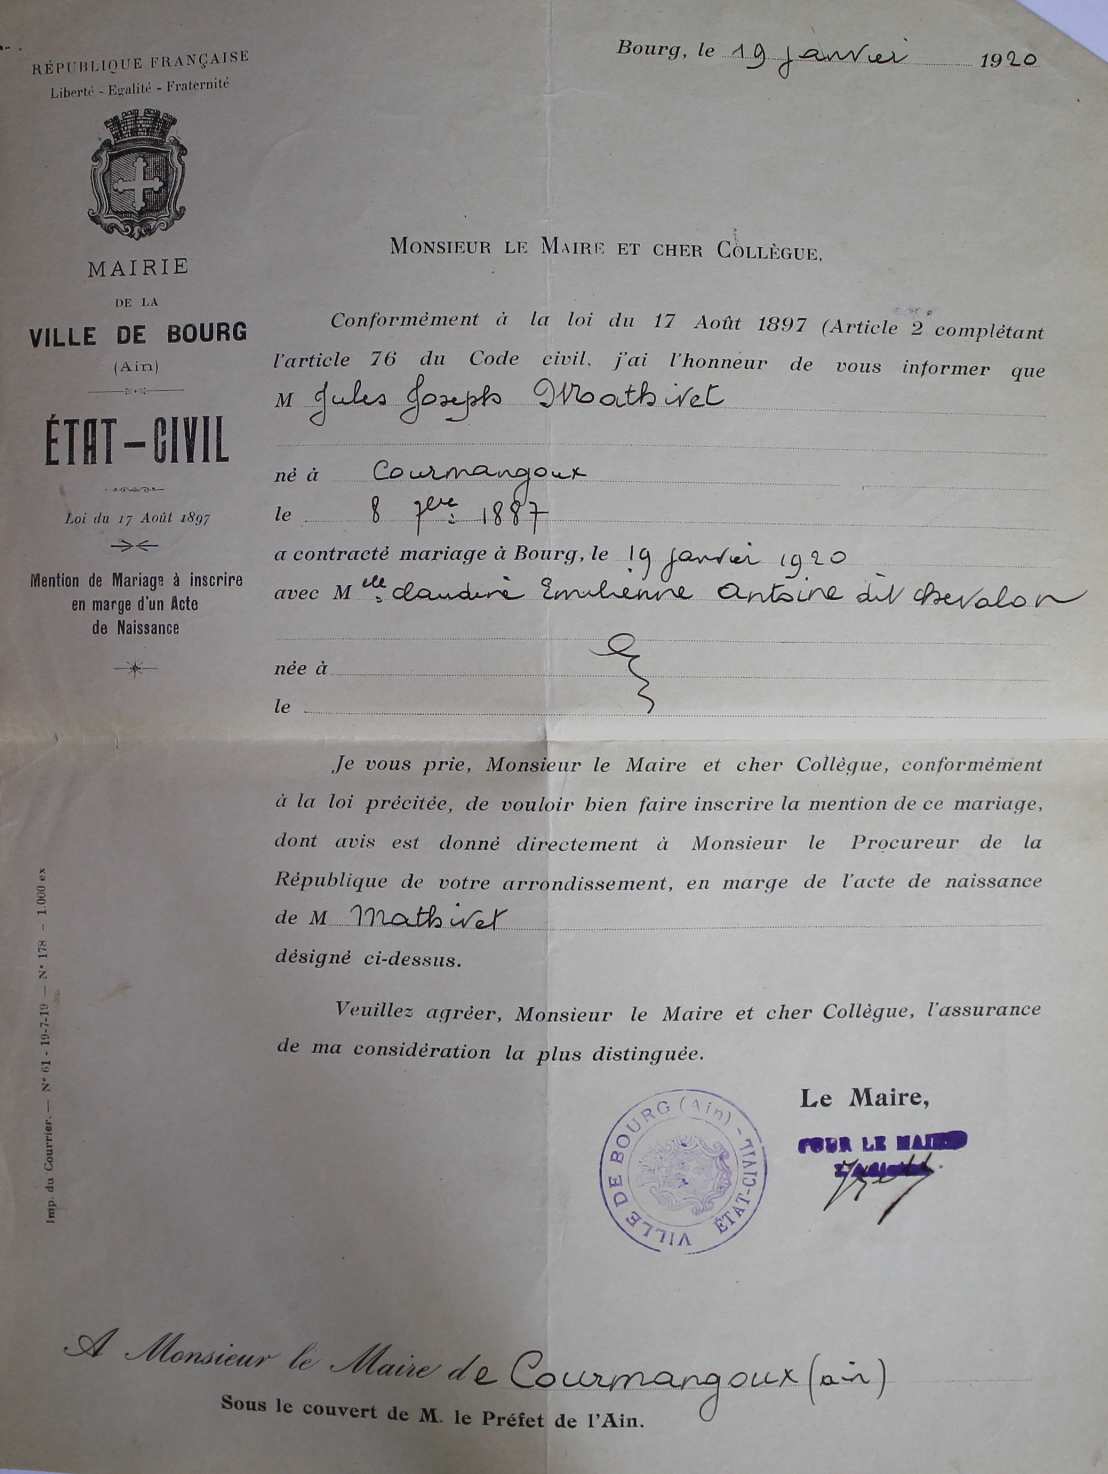 RÉPUBLIQUE FRANÇAISE
Liberté - Egalité - Fraternité
MAIRIE
DE LA
VILLE DE BOURG
(Ain)
ÉTAT-CIVIL
Loi du 17 Août 1897
Mention de Mariage à inscrire
en marge d'un Acte
de Naissance
Imp. du Courrier. — N° 61 - 19-7-19 — N° 178 - 1.000 ex
Bourg, le 19 janvier 1920
MONSIEUR LE MAIRE ET CHER COLLÈGUE,
Conformément à la loi du 17 Août 1897 (Article 2 complétant
l'article 76 du Code civil, j'ai l'honneur de vous informer que
M Jules Joseph Mathivet
né à Courmangoux
le 8 7bre 1887
a contracté mariage à Bourg, le 19 janvier 1920
avec Melle Claudine Emilienne Antoine dit Chevalon
née à
le
Je vous prie, Monsieur le Maire et cher Collègue, conformément
à la loi précitée, de vouloir bien faire inscrire la mention de ce mariage,
dont avis est donné directement à Monsieur le Procureur de la
République de votre arrondissement, en marge de l'acte de naissance
de M Mathivet
désigné ci-dessus.
Veuillez agréer, Monsieur le Maire et cher Collègue, l'assurance
de ma considération la plus distinguée.
Le Maire,
POUR LE MAIRE
VILLE DE BOURG (Ain) - ÉTAT-CIVIL
A Monsieur le Maire de Courmangoux (ain)
Sous le couvert de M. le Préfet de l'Ain.